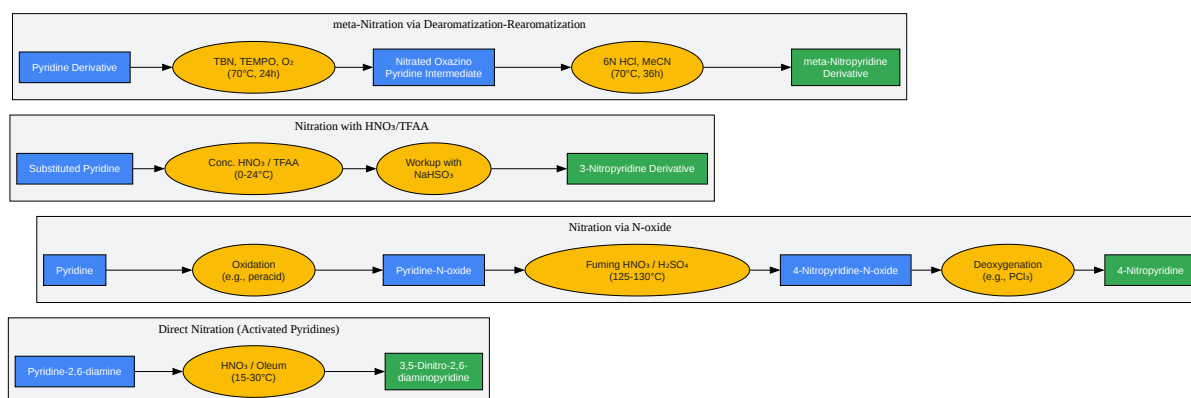 meta-Nitration via Dearomatization-Rearomatization
Pyridine Derivative
TBN, TEMPO, O₂
(70°C, 24h)
Nitrated Oxazino
Pyridine Intermediate
6N HCl, MeCN
(70°C, 36h)
meta-Nitropyridine
Derivative
Nitration with HNO₃/TFAA
Substituted Pyridine
Conc. HNO₃ / TFAA
(0-24°C)
Workup with
NaHSO₃
3-Nitropyridine Derivative
Nitration via N-oxide
Pyridine
Oxidation
(e.g., peracid)
Pyridine-N-oxide
Fuming HNO₃ / H₂SO₄
(125-130°C)
4-Nitropyridine-N-oxide
Deoxygenation
(e.g., PCl₃)
4-Nitropyridine
Direct Nitration (Activated Pyridines)
Pyridine-2,6-diamine
HNO₃ / Oleum
(15-30°C)
3,5-Dinitro-2,6-
diaminopyridine